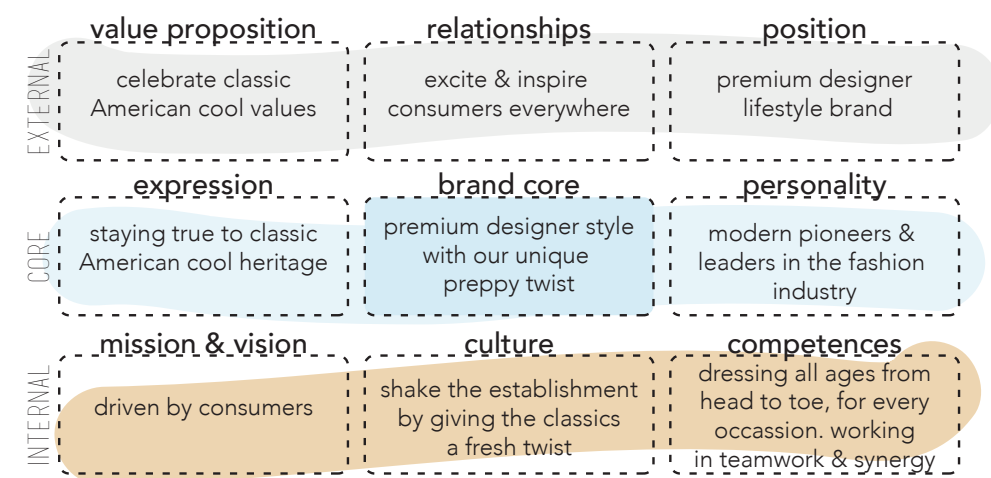 value proposition
relationships
position
EXTERNAL
celebrate classic
American cool values
excite & inspire
consumers everywhere
premium designer
lifestyle brand
expression
brand core
personality
CORE
staying true to classic
American cool heritage
premium designer style
with our unique
preppy twist
modern pioneers &
leaders in the fashion
industry
mission & vision
culture
competences
INTERNAL
driven by consumers
shake the establishment
by giving the classics
a fresh twist
dressing all ages from
head to toe, for every
occassion. working
in teamwork & synergy